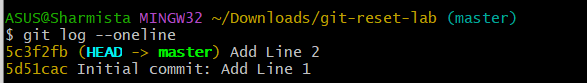 ASUS@Sharmista MINGW32 ~/Downloads/git-reset-lab (master)
$ git log --oneline
5c3f2fb (HEAD -> master) Add Line 2
5d51cac Initial commit: Add Line 1